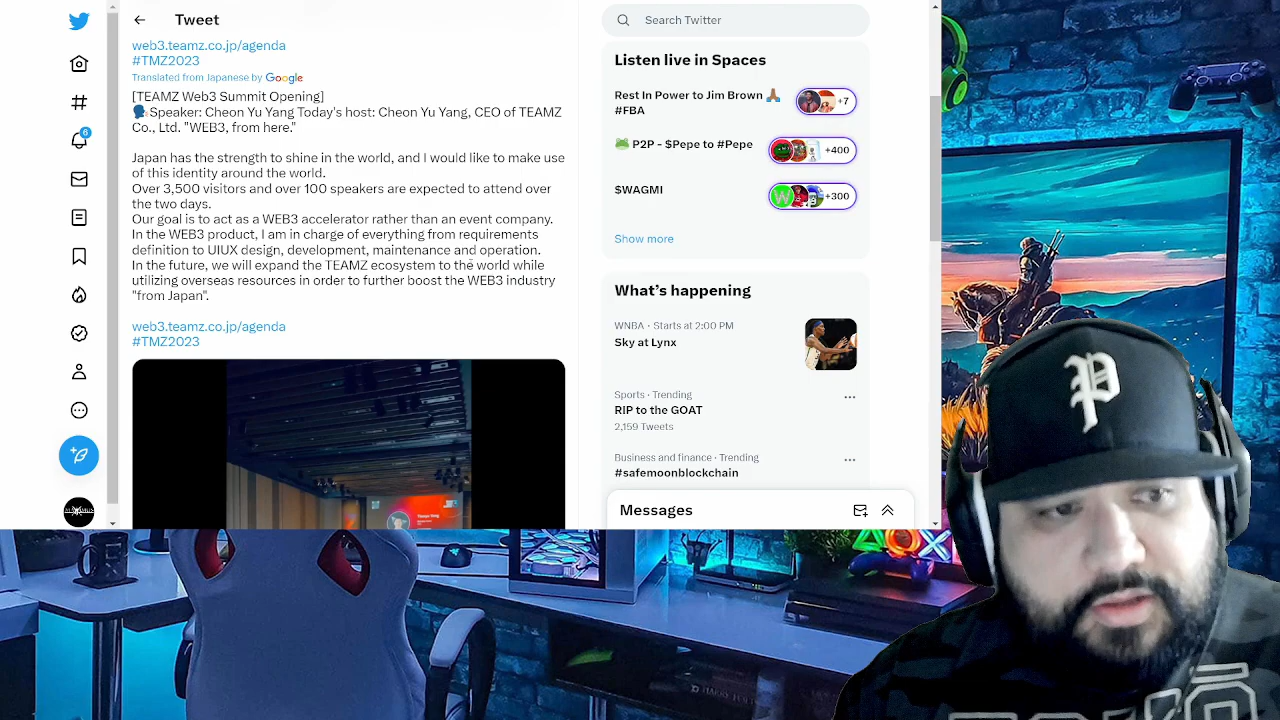 Tweet
web3.teamz.co.jp/agenda
#TMZ2023
Translated from Japanese by Google
[TEAMZ Web3 Summit Opening]
🗣Speaker: Cheon Yu Yang Today's host: Cheon Yu Yang, CEO of TEAMZ
Co., Ltd. "WEB3, from here."
Japan has the strength to shine in the world, and I would like to make use
of this identity around the world.
Over 3,500 visitors and over 100 speakers are expected to attend over
the two days.
Our goal is to act as a WEB3 accelerator rather than an event company.
In the WEB3 product, I am in charge of everything from requirements
definition to UIUX design, development, maintenance and operation.
In the future, we will expand the TEAMZ ecosystem to the world while
utilizing overseas resources in order to further boost the WEB3 industry
"from Japan".
web3.teamz.co.jp/agenda
#TMZ2023
6
Search Twitter
Listen live in Spaces
Rest In Power to Jim Brown 🙏🏾
#FBA
+7
🐸 P2P - $Pepe to #Pepe
+400
$WAGMI
+300
Show more
What's happening
WNBA · Starts at 2:00 PM
Sky at Lynx
Sports · Trending
RIP to the GOAT
2,159 Tweets
Business and finance · Trending
#safemoonblockchain
Messages
P